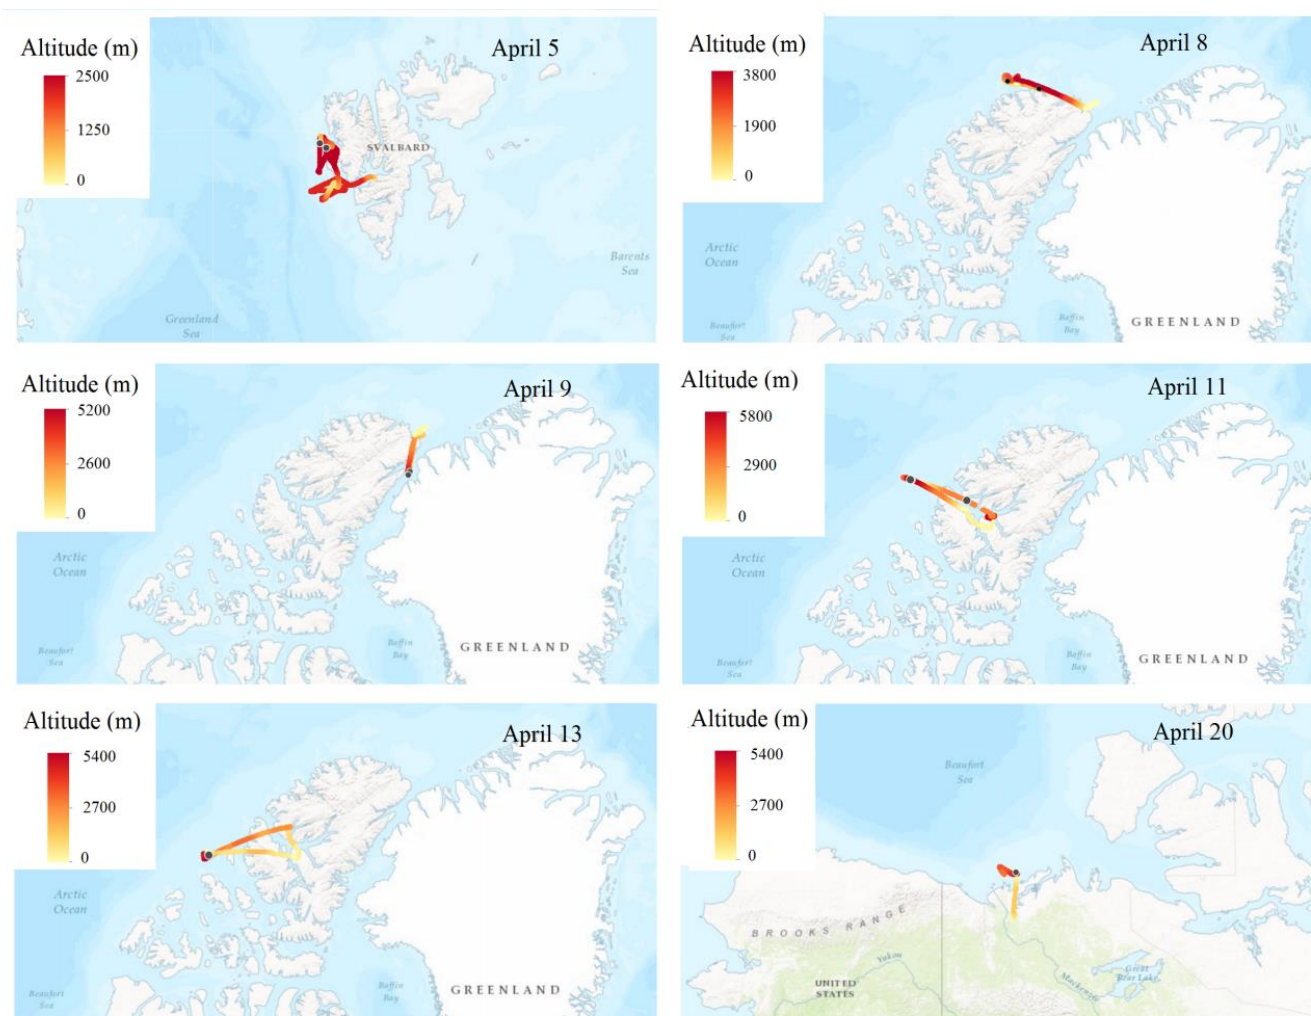 Altitude (m)
April 5
2500
1250
0
SVALBARD
Barents
Sea
Greenland
Sea
Altitude (m)
April 8
3800
1900
0
Arctic
Ocean
Beaufort
Sea
Baffin
Bay
GREENLAND
Altitude (m)
April 9
5200
2600
0
Arctic
Ocean
Beaufort
Sea
Baffin
Bay
GREENLAND
Altitude (m)
April 11
5800
2900
0
Arctic
Ocean
Beaufort
Sea
Baffin
Bay
GREENLAND
Altitude (m)
April 13
5400
2700
0
Arctic
Ocean
Beaufort
Sea
Baffin
Bay
GREENLAND
Altitude (m)
April 20
5400
2700
0
Beaufort
Sea
BROOKS RANGE
Yukon
UNITED
STATES
Mackenzie
Great
Bear Lake